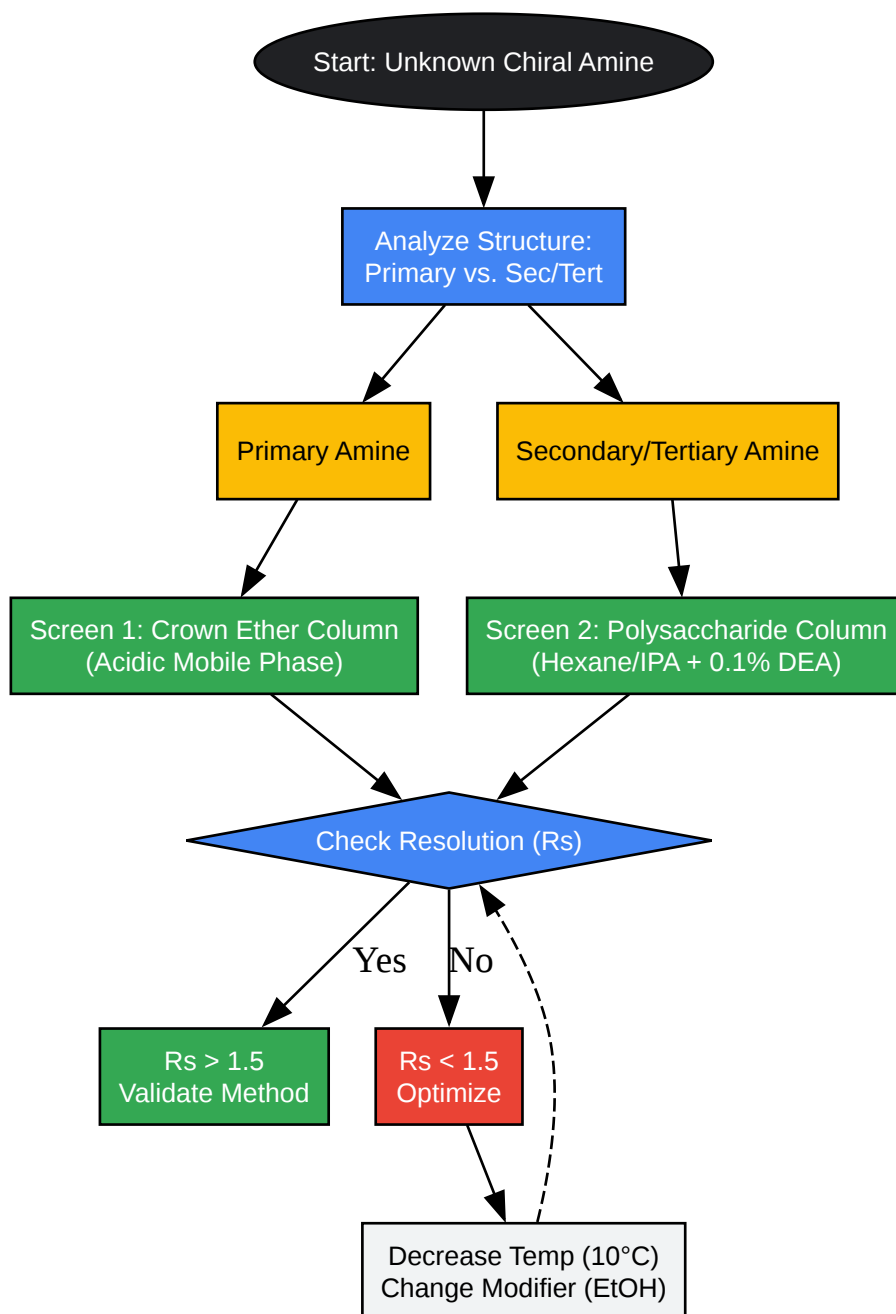 Start: Unknown Chiral Amine
Analyze Structure:
Primary vs. Sec/Tert
Primary Amine
Secondary/Tertiary Amine
Screen 1: Crown Ether Column
(Acidic Mobile Phase)
Screen 2: Polysaccharide Column
(Hexane/IPA + 0.1% DEA)
Check Resolution (Rs)
Yes
No
Rs > 1.5
Validate Method
Rs < 1.5
Optimize
Decrease Temp (10°C)
Change Modifier (EtOH)